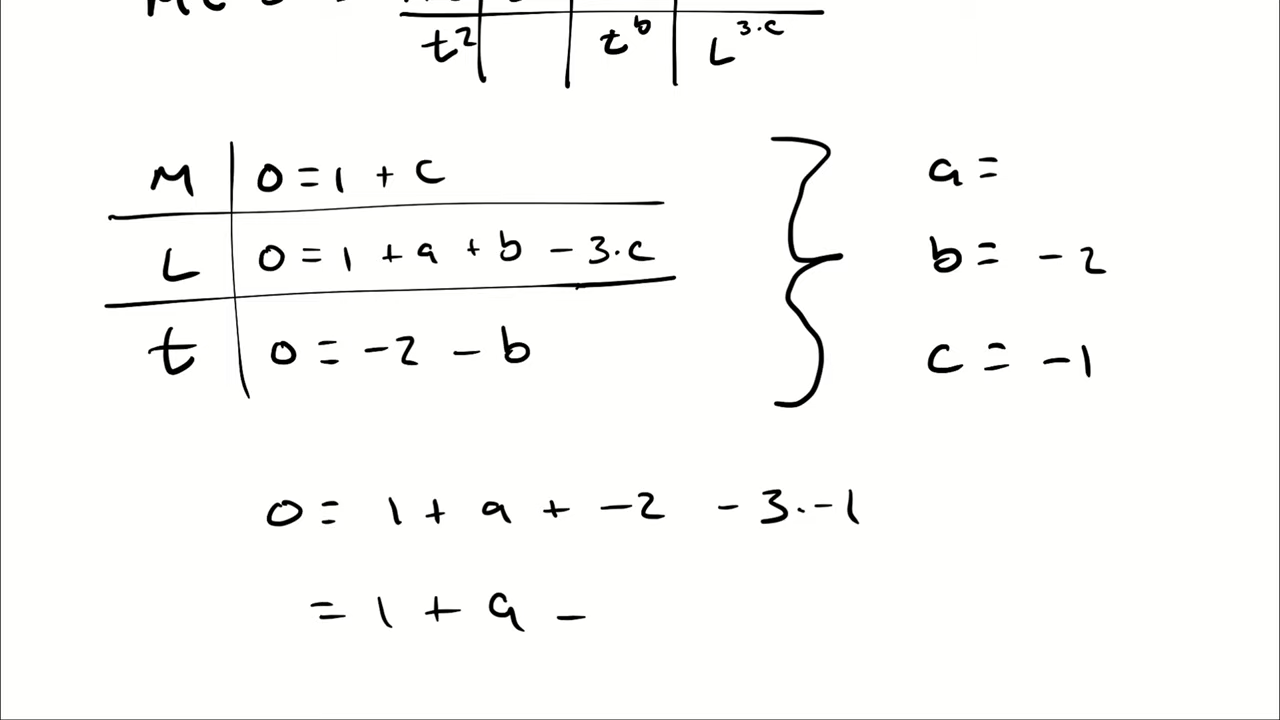 t² t^b L^3·c
M 0 = 1 + c
L 0 = 1 + a + b - 3·c
t 0 = -2 - b
a =
b = -2
c = -1
0 = 1 + a + -2 - 3·-1
= 1 + a -